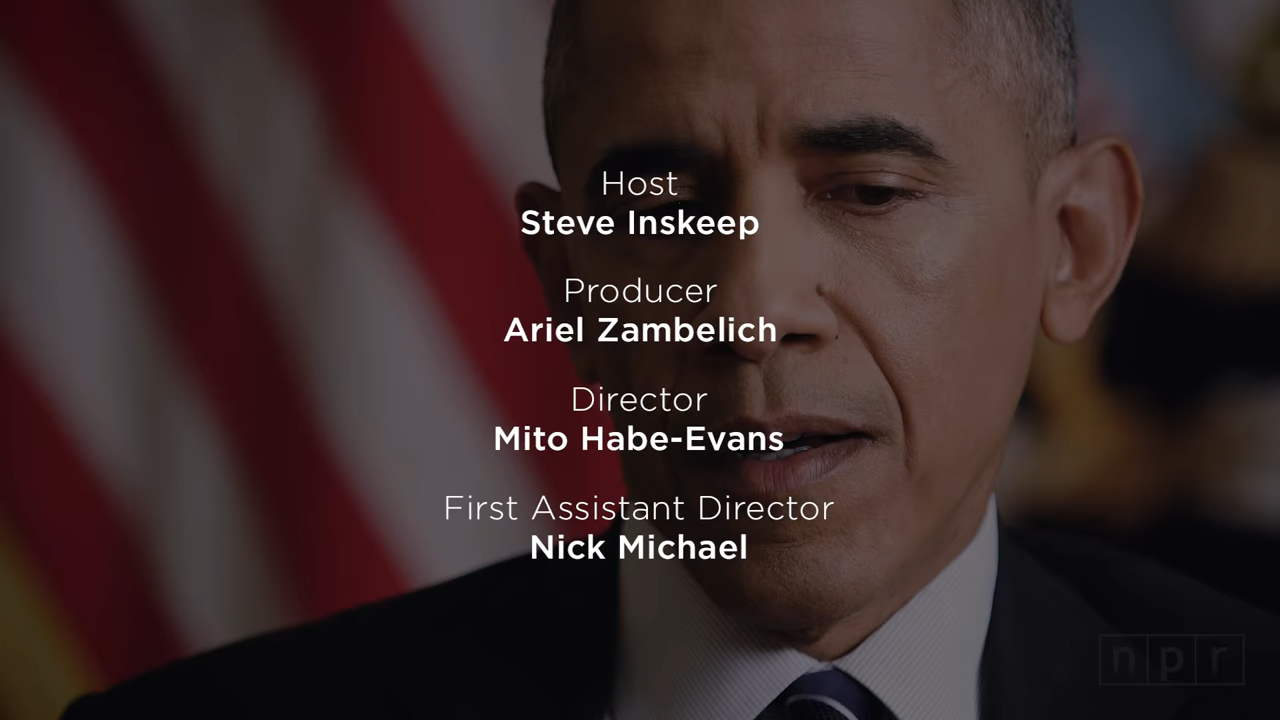 Host
Steve Inskeep
Producer
Ariel Zambelich
Director
Mito Habe-Evans
First Assistant Director
Nick Michael
npr